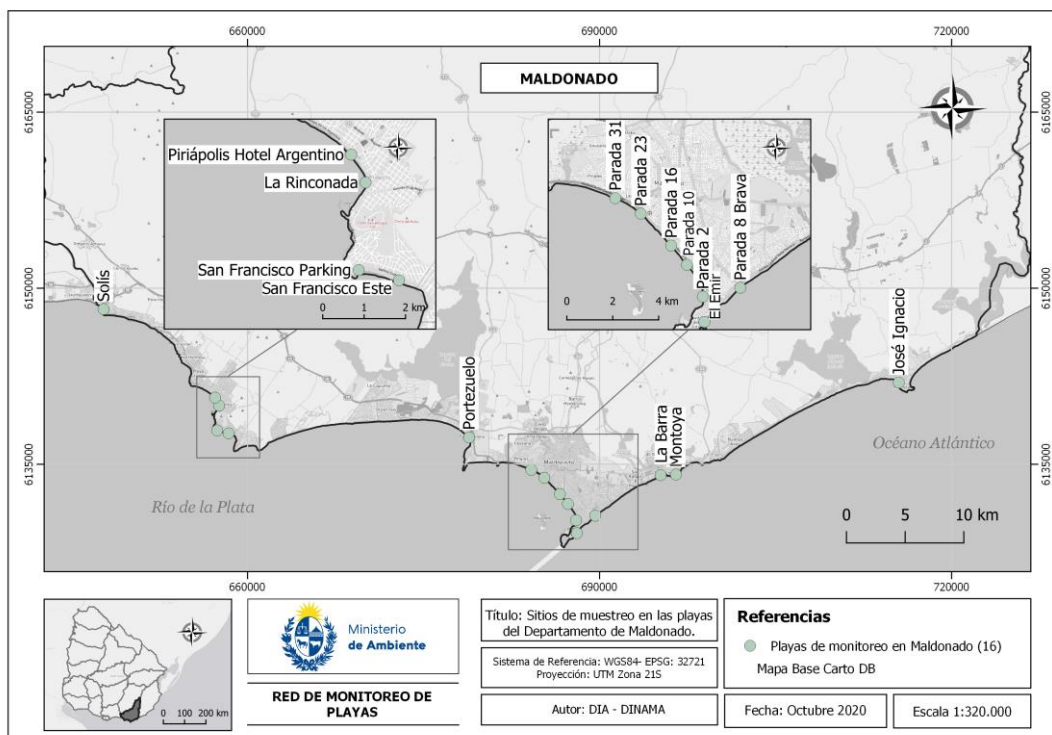 660000
690000
720000
MALDONADO
6165000
6165000
Piriápolis Hotel Argentino
La Rinconada
San Francisco Parking
San Francisco Este
0 1 2 km
Parada 31
Parada 23
Parada 16
Parada 10
Parada 2
El Emir
Parada 8 Brava
0 2 4 km
6150000
6150000
Solís
Portezuelo
La Barra
Montoya
José Ignacio
6135000
6135000
Río de la Plata
Océano Atlántico
0 5 10 km
660000
690000
720000
0 100 200 km
Ministerio
de Ambiente
RED DE MONITOREO DE
PLAYAS
Título: Sitios de muestreo en las playas
del Departamento de Maldonado.
Sistema de Referencia: WGS84- EPSG: 32721
Proyección: UTM Zona 21S
Autor: DIA - DINAMA
Referencias
Playas de monitoreo en Maldonado (16)
Mapa Base Carto DB
Fecha: Octubre 2020
Escala 1:320.000